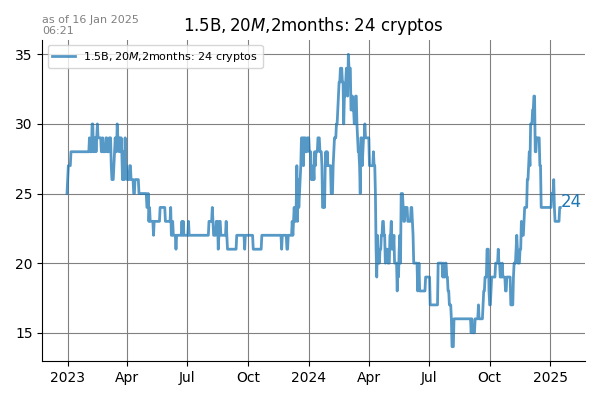 as of 16 Jan 2025
06:21
1.5B, 20M,2months: 24 cryptos
1.5B, 20M,2months: 24 cryptos
35
30
25
20
15
24
2023
Apr
Jul
Oct
2024
Apr
Jul
Oct
2025